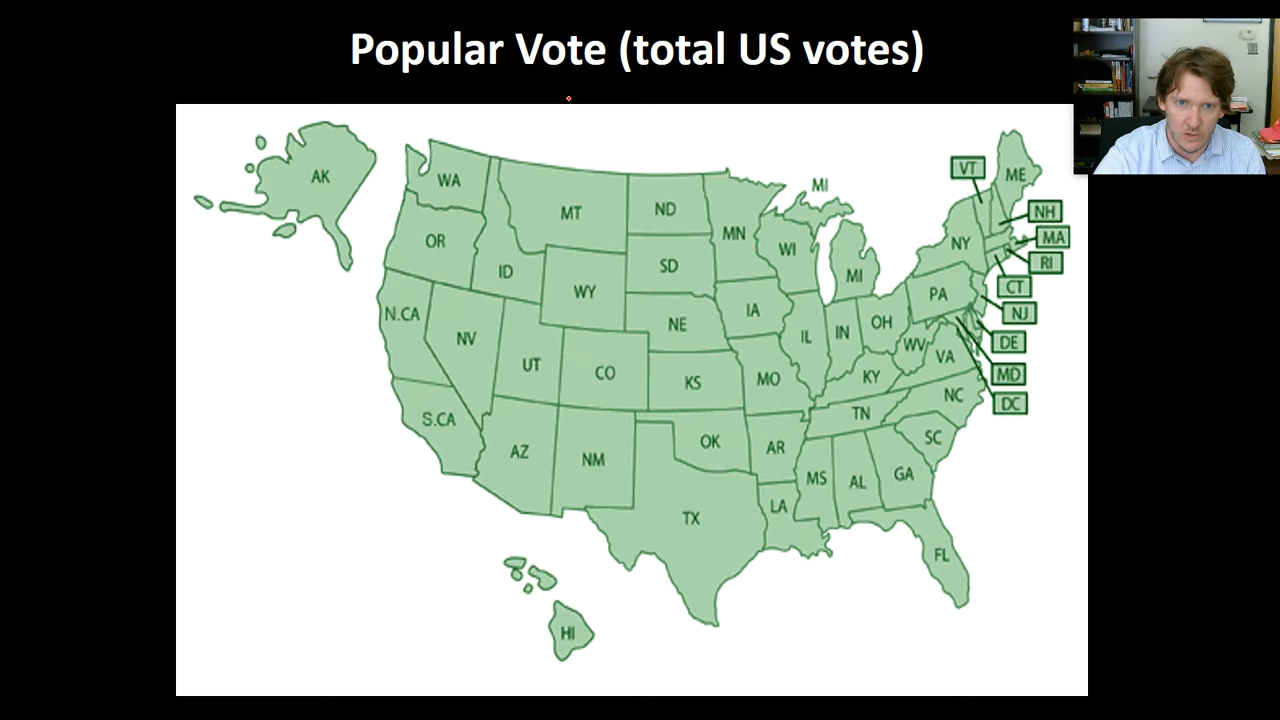 Popular Vote (total US votes)
AK
WA
MT
ND
MN
MI
VT
ME
OR
ID
SD
WI
MI
NY
NH
MA
RI
WY
IA
PA
CT
N.CA
NV
NE
IL
IN
OH
NJ
UT
CO
KS
MO
KY
WV
VA
DE
MD
S.CA
AZ
NM
OK
AR
TN
NC
DC
SC
TX
LA
MS
AL
GA
FL
HI